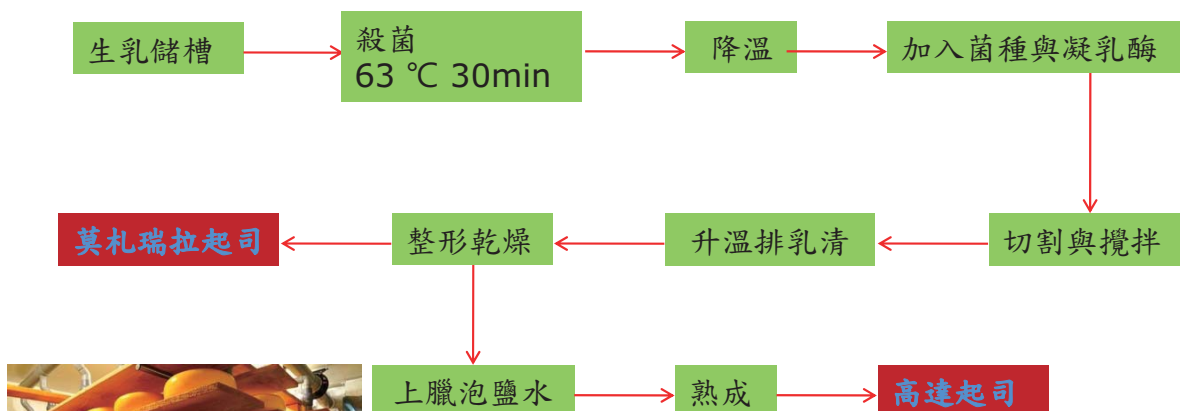 生乳儲槽
殺菌
63 ℃ 30min
降溫
加入菌種與凝乳酶
切割與攪拌
升溫排乳清
整形乾燥
莫札瑞拉起司
上臘泡鹽水
熟成
高達起司